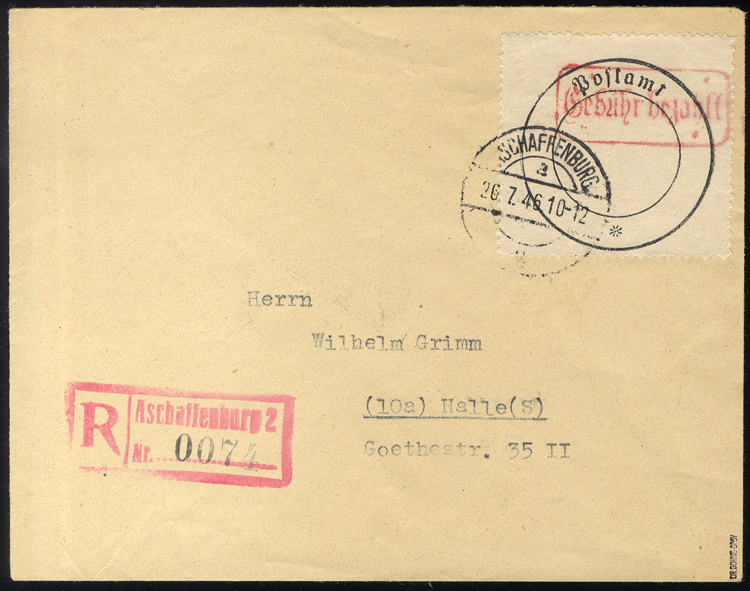 Postamt
Gebühr bezahlt
ASCHAFFENBURG
a
26.7.46 10-12
*
Herrn
Wilhelm Grimm
(10a) Halle(S)
Goethestr. 35 II
R
Aschaffenburg 2
Nr. 0074